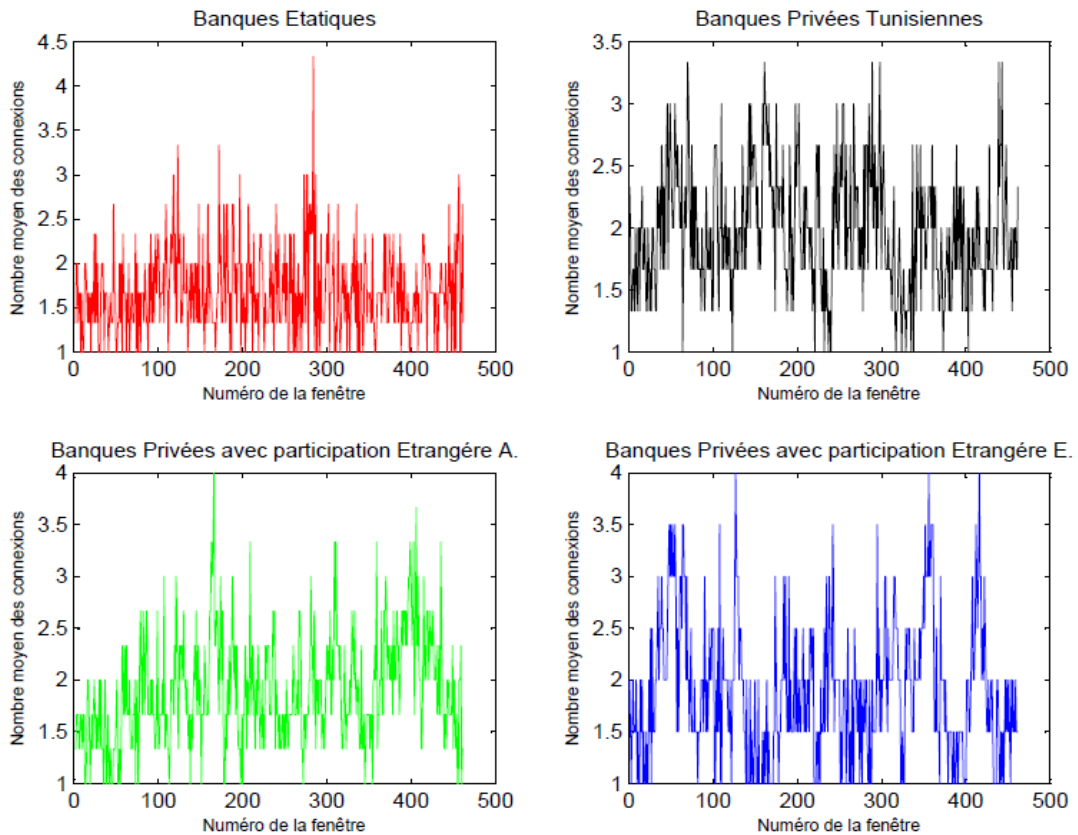 Banques Etatiques
4.5
4
3.5
3
2.5
2
1.5
1
0 100 200 300 400 500
Nombre moyen des connexions
Numéro de la fenêtre
Banques Privées Tunisiennes
3.5
3
2.5
2
1.5
1
0 100 200 300 400 500
Nombre moyen des connexions
Numéro de la fenêtre
Banques Privées avec participation Etrangére A.
4
3.5
3
2.5
2
1.5
1
0 100 200 300 400 500
Nombre moyen des connexions
Numéro de la fenêtre
Banques Privées avec participation Etrangére E.
4
3.5
3
2.5
2
1.5
1
0 100 200 300 400 500
Nombre moyen des connexions
Numéro de la fenêtre